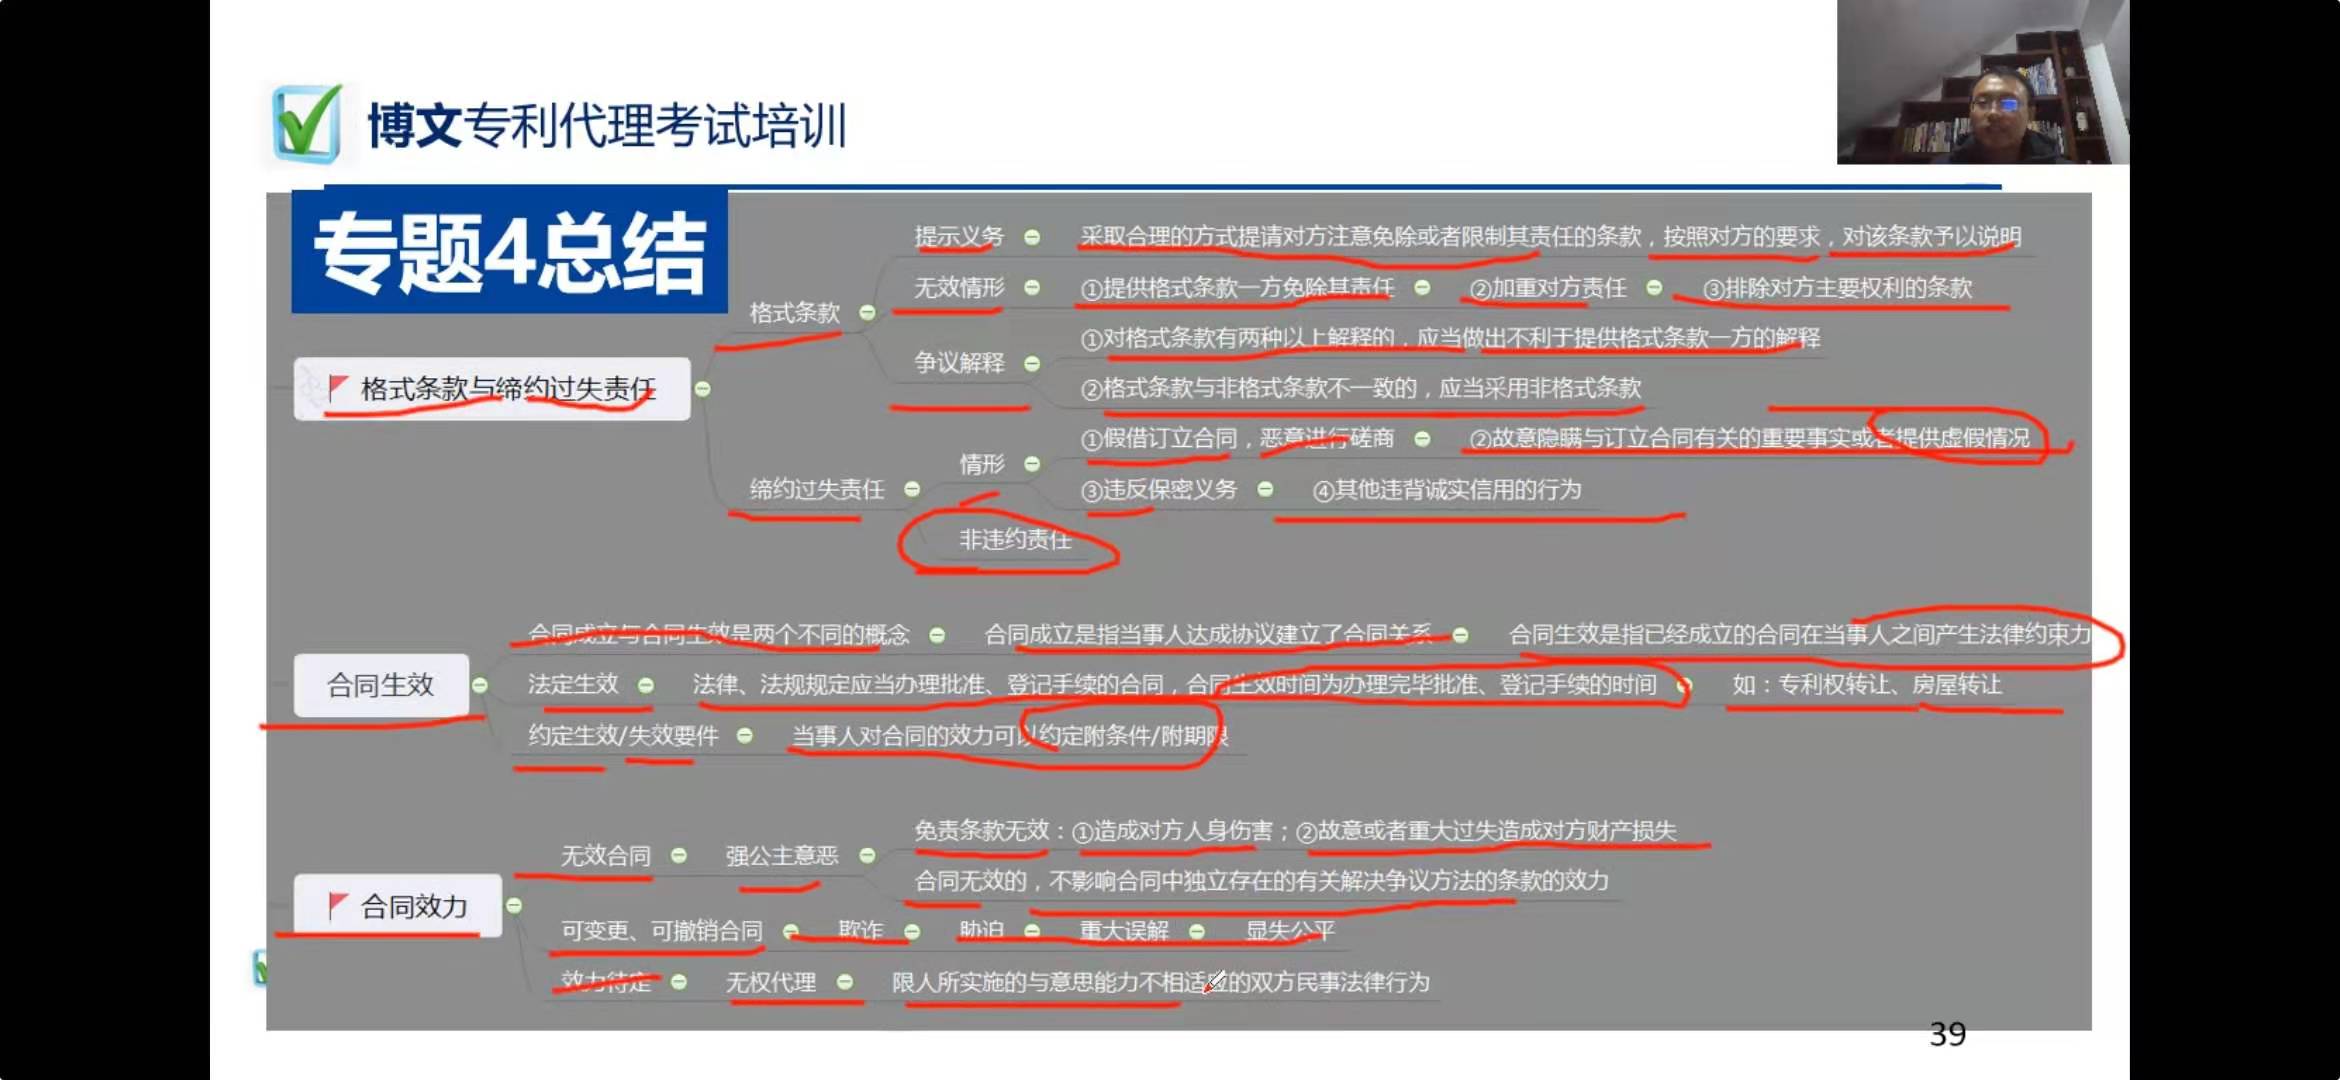 博文专利代理考试培训
专题4总结
提示义务 采取合理的方式提请对方注意免除或者限制其责任的条款，按照对方的要求，对该条款予以说明
格式条款
无效情形 ①提供格式条款一方免除其责任 ②加重对方责任 ③排除对方主要权利的条款
争议解释
①对格式条款有两种以上解释的，应当做出不利于提供格式条款一方的解释
②格式条款与非格式条款不一致的，应当采用非格式条款
格式条款与缔约过失责任
缔约过失责任
情形
①假借订立合同，恶意进行磋商 ②故意隐瞒与订立合同有关的重要事实或者提供虚假情况
③违反保密义务 ④其他违背诚实信用的行为
非违约责任
合同生效
合同成立与合同生效是两个不同的概念 合同成立是指当事人达成协议建立了合同关系 合同生效是指已经成立的合同在当事人之间产生法律约束力
法定生效 法律、法规规定应当办理批准、登记手续的合同，合同生效时间为办理完毕批准、登记手续的时间 如：专利权转让、房屋转让
约定生效/失效要件 当事人对合同的效力可以约定附条件/附期限
合同效力
无效合同 强公主意恶
免责条款无效：①造成对方人身伤害；②故意或者重大过失造成对方财产损失
合同无效的，不影响合同中独立存在的有关解决争议方法的条款的效力
可变更、可撤销合同 欺诈 胁迫 重大误解 显失公平
效力待定 无权代理 限人所实施的与意思能力不相适应的双方民事法律行为
39